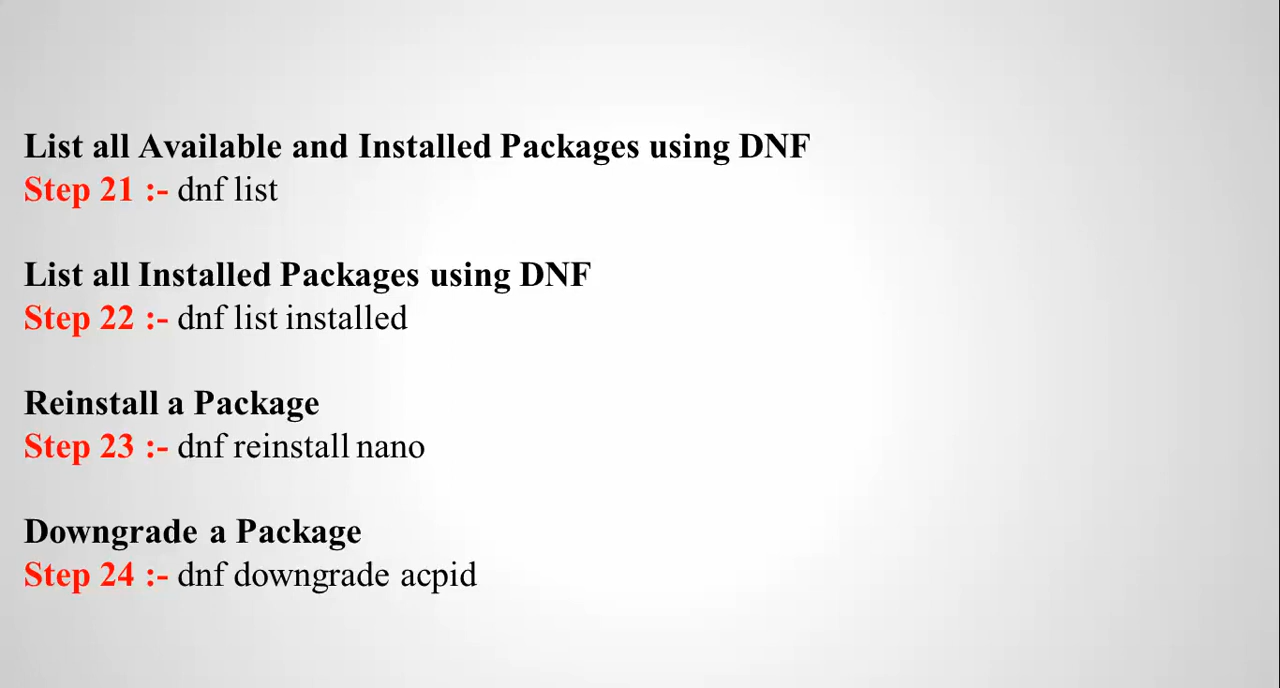 List all Available and Installed Packages using DNF
Step 21 :- dnf list
List all Installed Packages using DNF
Step 22 :- dnf list installed
Reinstall a Package
Step 23 :- dnf reinstall nano
Downgrade a Package
Step 24 :- dnf downgrade acpid